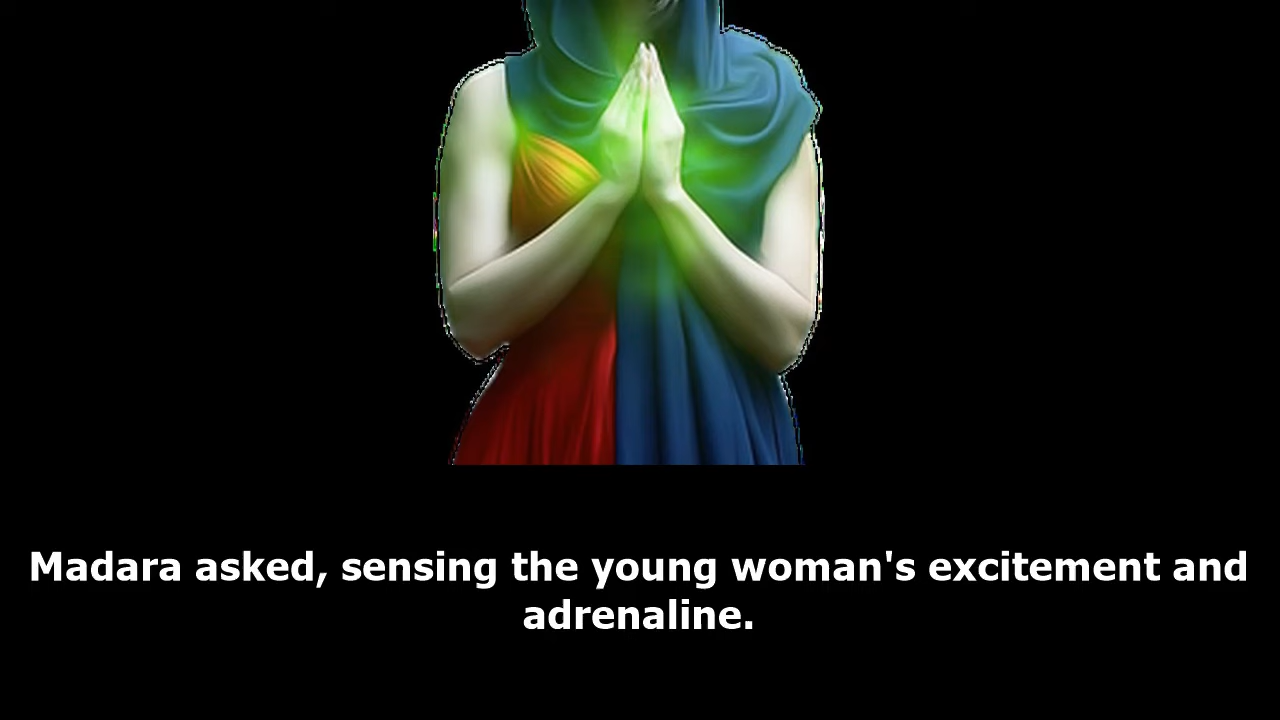 Madara asked, sensing the young woman's excitement and
adrenaline.